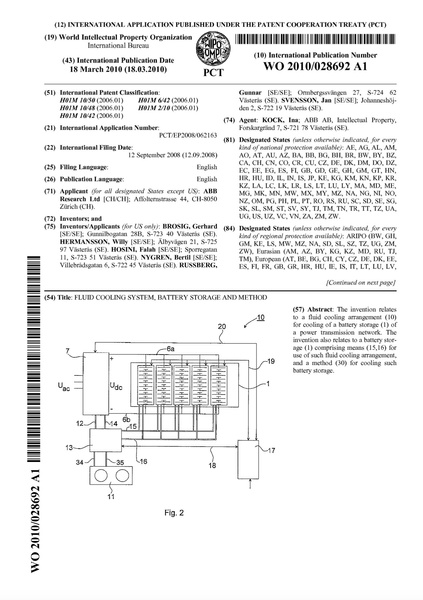 (12) INTERNATIONAL APPLICATION PUBLISHED UNDER THE PATENT COOPERATION TREATY (PCT)
(19) World Intellectual Property Organization
International Bureau
(43) International Publication Date
18 March 2010 (18.03.2010)
PCT
(10) International Publication Number
WO 2010/028692 A1
(51) International Patent Classification:
H01M 10/50 (2006.01) H01M 6/42 (2006.01)
H01M 10/48 (2006.01) H01M 2/10 (2006.01)
H01M 10/42 (2006.01)
(21) International Application Number:
PCT/EP2008/062163
(22) International Filing Date:
12 September 2008 (12.09.2008)
(25) Filing Language: English
(26) Publication Language: English
(71) Applicant (for all designated States except US): ABB
Research Ltd [CH/CH]; Affolternstrasse 44, CH-8050
Zürich (CH).
(72) Inventors; and
(75) Inventors/Applicants (for US only): BROSIG, Gerhard
[SE/SE]; Gunnilbogatan 28B, S-723 40 Västerås (SE).
HERMANSSON, Willy [SE/SE]; Älbyvägen 21, S-725
97 Västerås (SE). HOSINI, Falah [SE/SE]; Sporregatan
11, S-723 51 Västerås (SE). NYGREN, Bertil [SE/SE];
Villebrådsgatan 6, S-722 45 Västerås (SE). RUSSBERG,
Gunnar [SE/SE]; Ormbergsvängen 27, S-724 62
Västerås (SE). SVENSSON, Jan [SE/SE]; Johanneshöj-
den 2, S-722 19 Västerås (SE).
(74) Agent: KOCK, Ina; ABB AB, Intellectual Property,
Forskargränd 7, S-721 78 Västerås (SE).
(81) Designated States (unless otherwise indicated, for every
kind of national protection available): AE, AG, AL, AM,
AO, AT, AU, AZ, BA, BB, BG, BH, BR, BW, BY, BZ,
CA, CH, CN, CO, CR, CU, CZ, DE, DK, DM, DO, DZ,
EC, EE, EG, ES, FI, GB, GD, GE, GH, GM, GT, HN,
HR, HU, ID, IL, IN, IS, JP, KE, KG, KM, KN, KP, KR,
KZ, LA, LC, LK, LR, LS, LT, LU, LY, MA, MD, ME,
MG, MK, MN, MW, MX, MY, MZ, NA, NG, NI, NO,
NZ, OM, PG, PH, PL, PT, RO, RS, RU, SC, SD, SE, SG,
SK, SL, SM, ST, SV, SY, TJ, TM, TN, TR, TT, TZ, UA,
UG, US, UZ, VC, VN, ZA, ZM, ZW.
(84) Designated States (unless otherwise indicated, for every
kind of regional protection available): ARIPO (BW, GH,
GM, KE, LS, MW, MZ, NA, SD, SL, SZ, TZ, UG, ZM,
ZW), Eurasian (AM, AZ, BY, KG, KZ, MD, RU, TJ,
TM), European (AT, BE, BG, CH, CY, CZ, DE, DK, EE,
ES, FI, FR, GB, GR, HR, HU, IE, IS, IT, LT, LU, LV,
[Continued on next page]
(54) Title: FLUID COOLING SYSTEM, BATTERY STORAGE AND METHOD
(57) Abstract: The invention relates
to a fluid cooling arrangement (10)
for cooling of a battery storage (1) of
a power transmission network. The
invention also relates to a battery stor-
age (1) comprising means (15,16) for
use of such fluid cooling arrangement,
and a method (30) for cooling such
battery storage.
10
20
6a
7
19
+
1
Uac
Udc
-
6b
12
14
15
13
16
18
17
34
35
11
Fig. 2
WO 2010/028692 A1